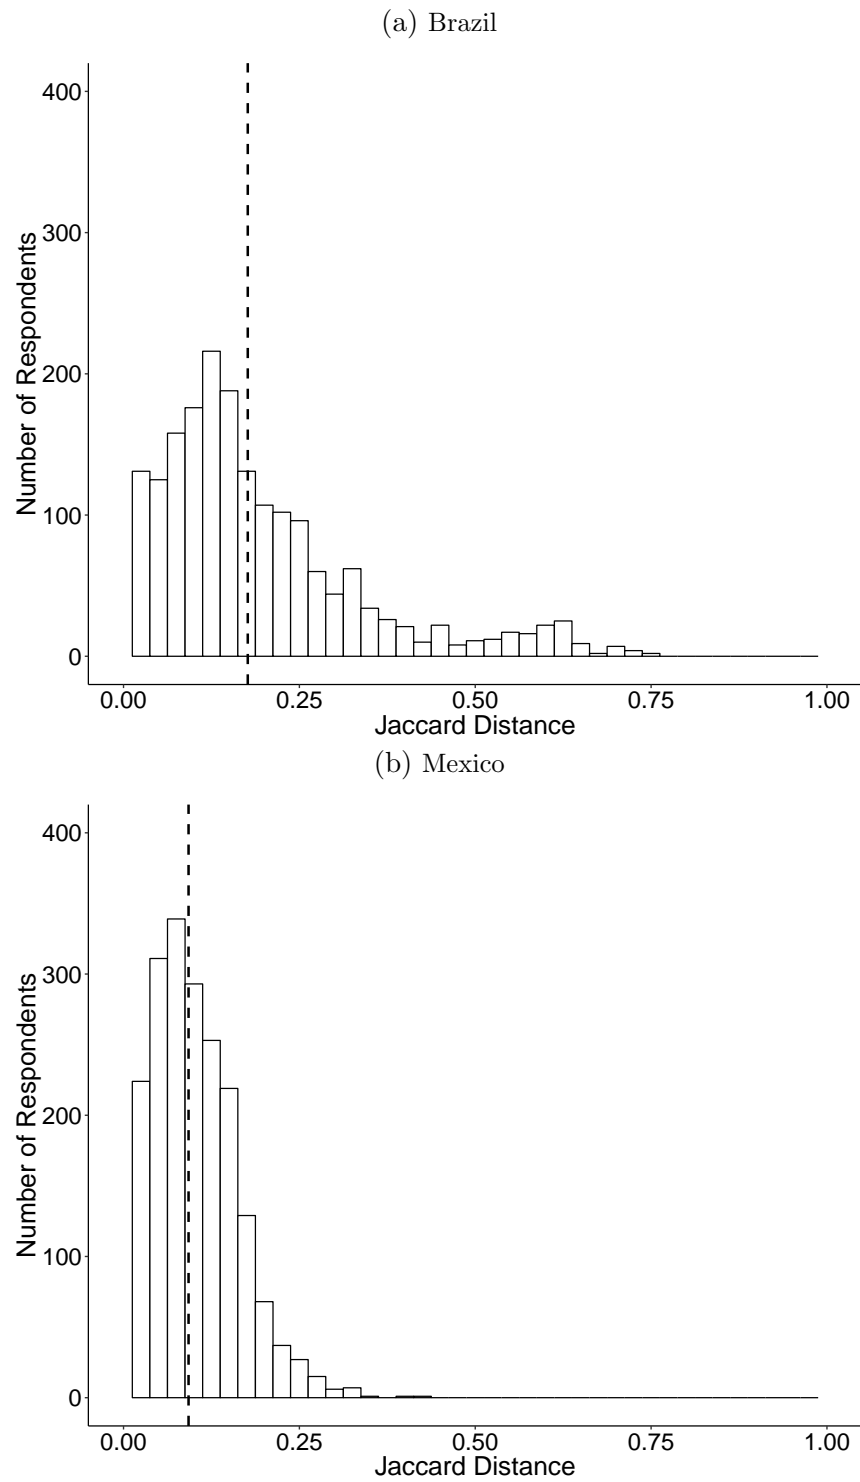 (a) Brazil
400
300
200
100
0
Number of Respondents
0.00 0.25 0.50 0.75 1.00
Jaccard Distance
(b) Mexico
400
300
200
100
0
Number of Respondents
0.00 0.25 0.50 0.75 1.00
Jaccard Distance